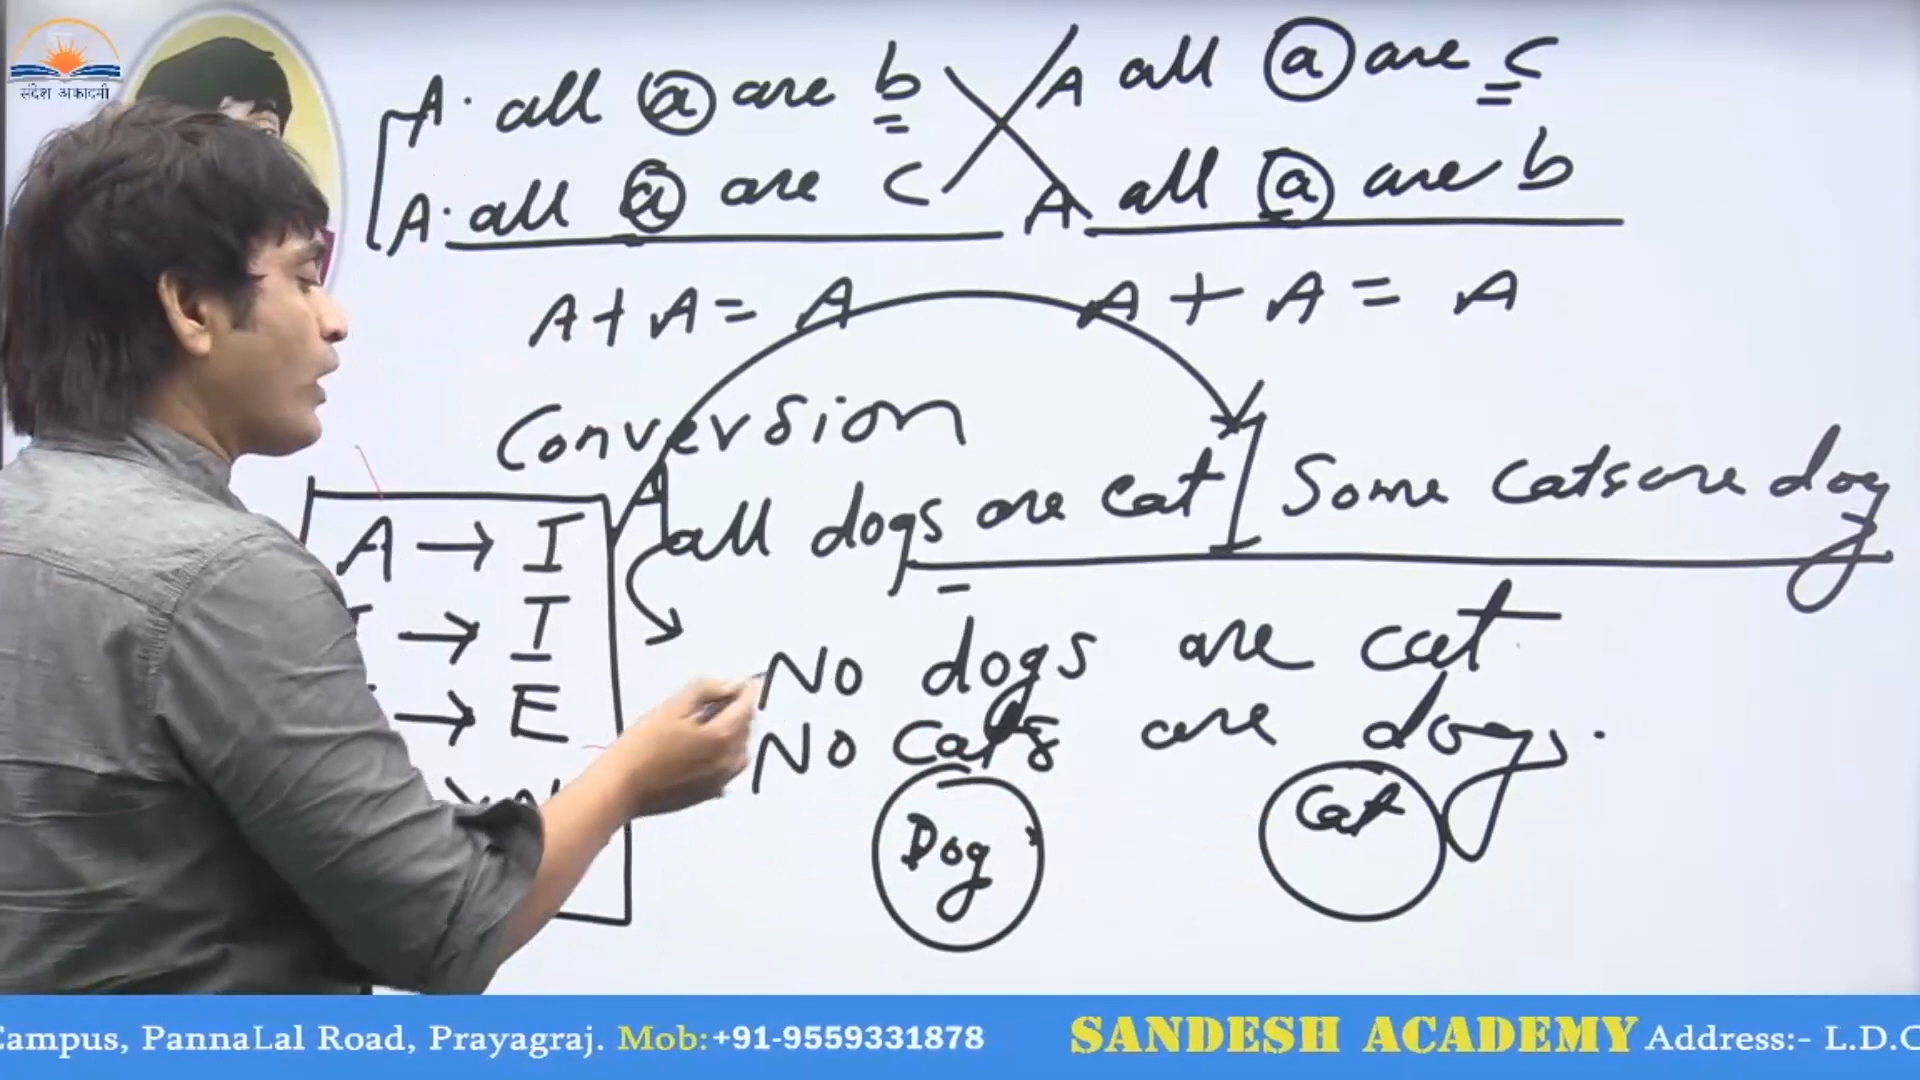 संदेश अकादमी
A. all a are b
A all a are c
A. all a are c
A all a are b
A + A = A
A + A = A
Conversion
A all dogs are cat
I Some cats are dog
A → I
→ I
→ E
No dogs are cat
No cats are dogs.
Dog
Cat
Campus, PannaLal Road, Prayagraj. Mob:+91-9559331878 SANDESH ACADEMY Address:- L.D.C